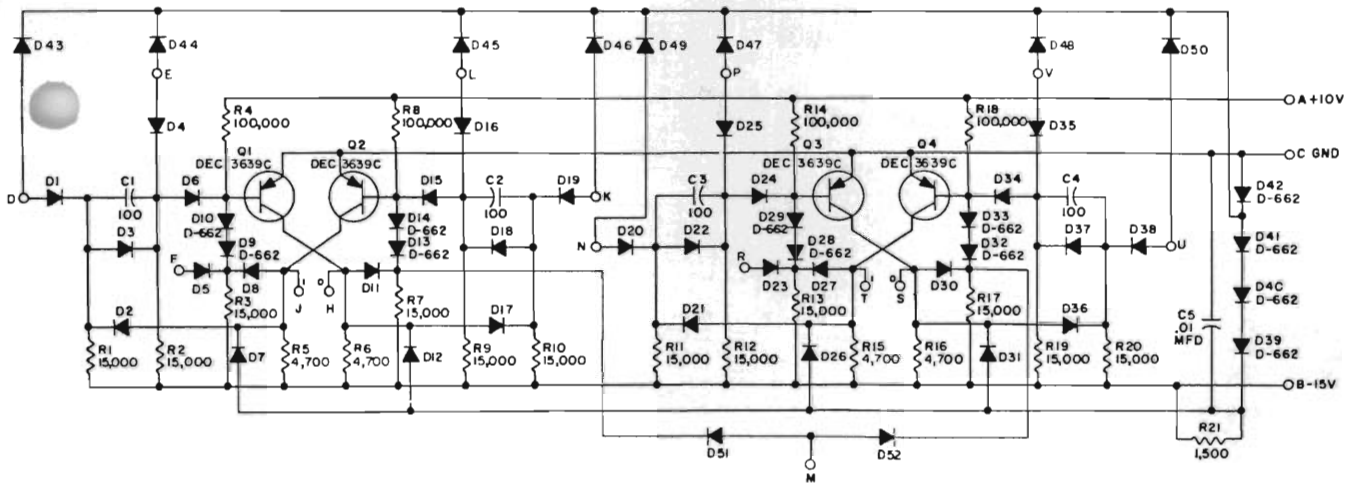 D43 D44 D45 D46 D49 D47 D48 D50
E L P V
A +10V
R4 100,000 R8 100,000 R14 100,000 R18 100,000
D4 D16 D25 D35
Q1 Q2 Q3 Q4
C GND
DEC 3639C DEC 3639C DEC 3639C DEC 3639C
D1 C1 D6 D15 C2 D19 C3 D24 D34 C4 D42 D-662
D 100 100 K 100 100
D10 D-662 D14 D-662 D29 D-662 D33 D-662
D3 D18 N D20 D22 D37 D38 U D41 D-662
D9 D-662 D13 D-662 D28 D-662 D32 D-662
F R
D5 D8 D11 D23 D27 D30
1 0 1 0
J H T S
D4C D-662
R3 15,000 R7 15,000 R13 15,000 R17 15,000
D2 D17 D21 D36
C5 .01 MFD
D39 D-662
R1 15,000 R2 15,000 D7 R5 4,700 R6 4,700 D12 R9 15,000 R10 15,000 R11 15,000 R12 15,000 D26 R15 4,700 R16 4,700 D31 R19 15,000 R20 15,000
B-15V
D51 D52 R21
1,500
M